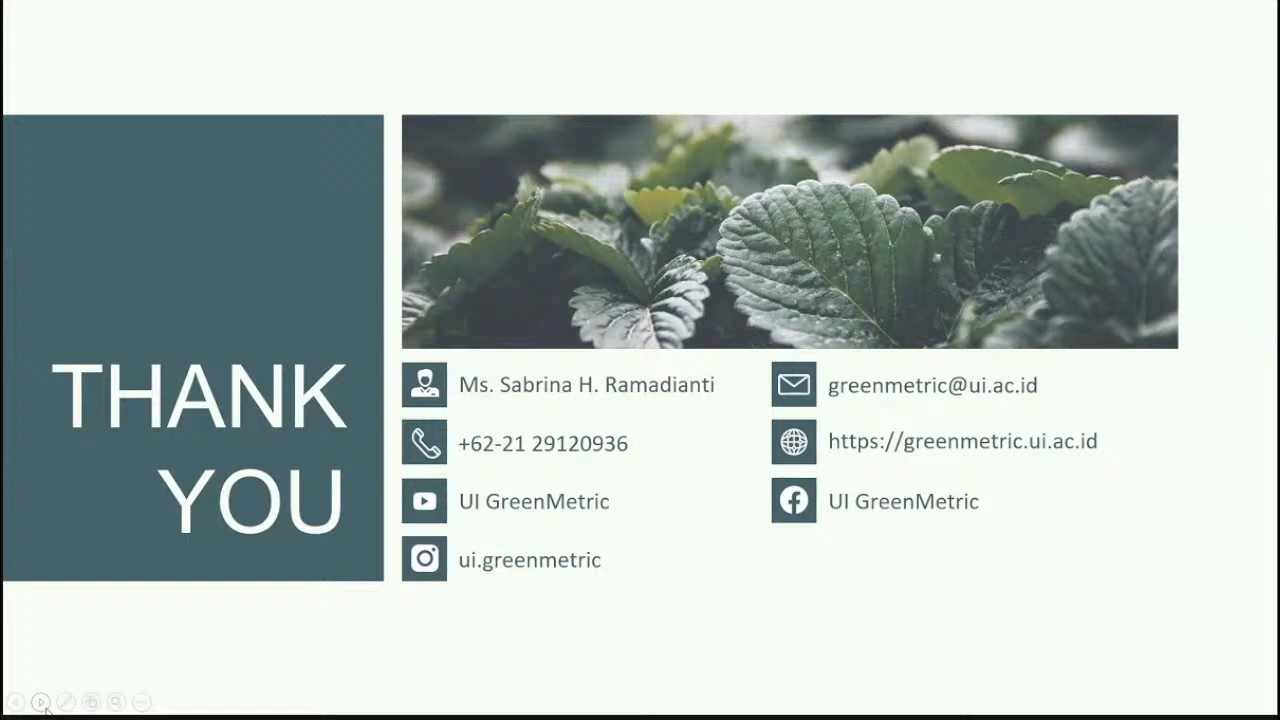 THANK
YOU
Ms. Sabrina H. Ramadianti
+62-21 29120936
UI GreenMetric
ui.greenmetric
greenmetric@ui.ac.id
https://greenmetric.ui.ac.id
UI GreenMetric